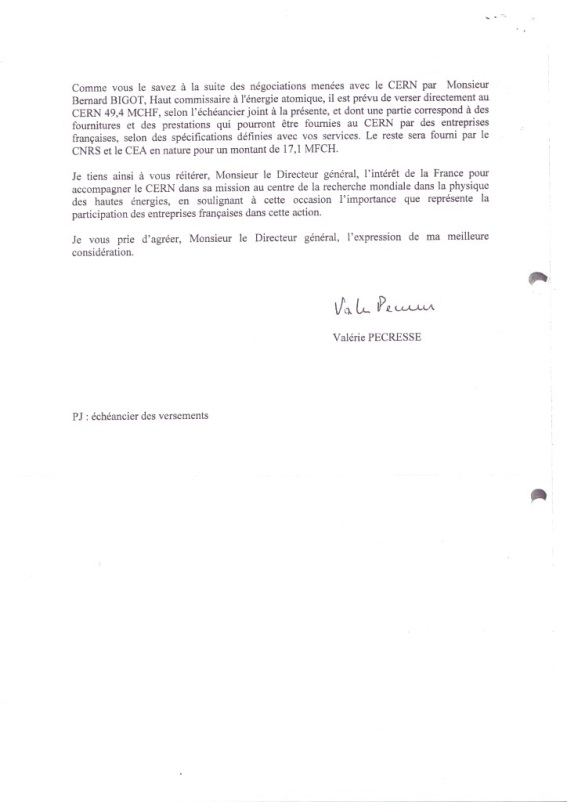 Comme vous le savez à la suite des négociations menées avec le CERN par Monsieur
Bernard BIGOT, Haut commissaire à l'énergie atomique, il est prévu de verser directement au
CERN 49,4 MCHF, selon l'échéancier joint à la présente, et dont une partie correspond à des
fournitures et des prestations qui pourront être fournies au CERN par des entreprises
françaises, selon des spécifications définies avec vos services. Le reste sera fourni par le
CNRS et le CEA en nature pour un montant de 17,1 MFCH.
Je tiens ainsi à vous réitérer, Monsieur le Directeur général, l'intérêt de la France pour
accompagner le CERN dans sa mission au centre de la recherche mondiale dans la physique
des hautes énergies, en soulignant à cette occasion l'importance que représente la
participation des entreprises françaises dans cette action.
Je vous prie d'agréer, Monsieur le Directeur général, l'expression de ma meilleure
considération.
Valérie PECRESSE
PJ : échéancier des versements